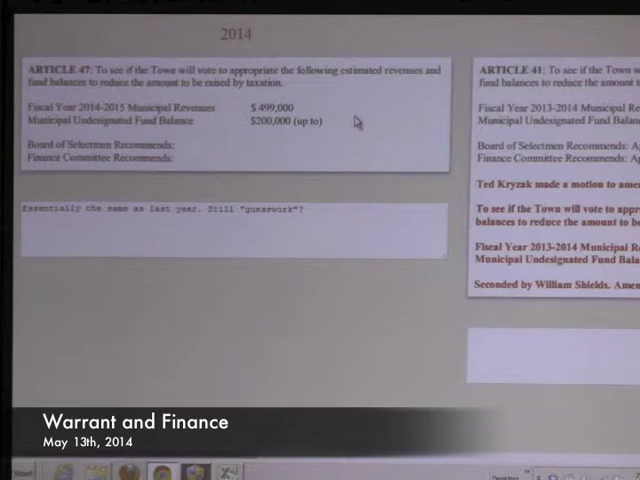 2014
ARTICLE 47: To see if the Town will vote to appropriate the following estimated revenues and
fund balances to reduce the amount to be raised by taxation.
Fiscal Year 2014-2015 Municipal Revenues $ 499,000
Municipal Undesignated Fund Balance $200,000 (up to)
Board of Selectmen Recommends:
Finance Committee Recommends:
Essentially the same as last year. Still "guesswork"?
ARTICLE 41: To see if the Town w
fund balances to reduce the amount
Fiscal Year 2013-2014 Municipal Re
Municipal Undesignated Fund Balan
Board of Selectmen Recommends: A
Finance Committee Recommends: A
Ted Kryzak made a motion to ame
To see if the Town will vote to appr
balances to reduce the amount to be
Fiscal Year 2013-2014 Municipal R
Municipal Undesignated Fund Bala
Seconded by William Shields. Ame
Warrant and Finance
May 13th, 2014
Start
Desktop